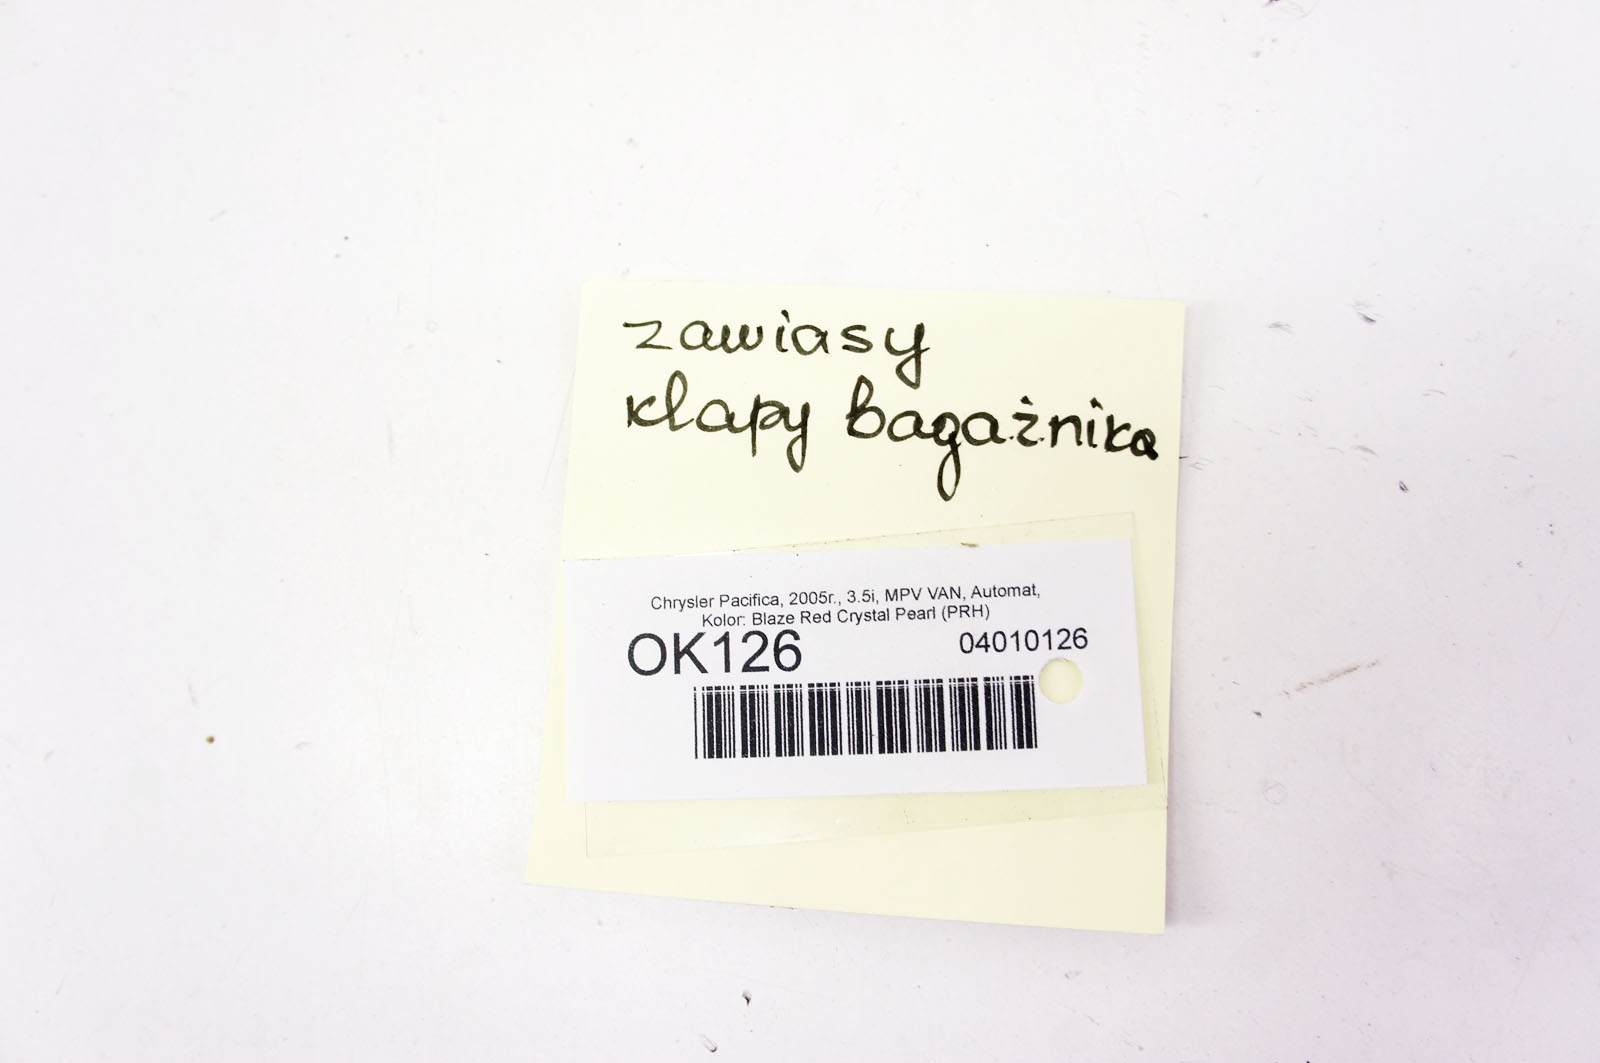 zawiasy
klapy bagażnika
Chrysler Pacifica, 2005r., 3.5i, MPV VAN, Automat,
Kolor: Blaze Red Crystal Pearl (PRH)
OK126 04010126